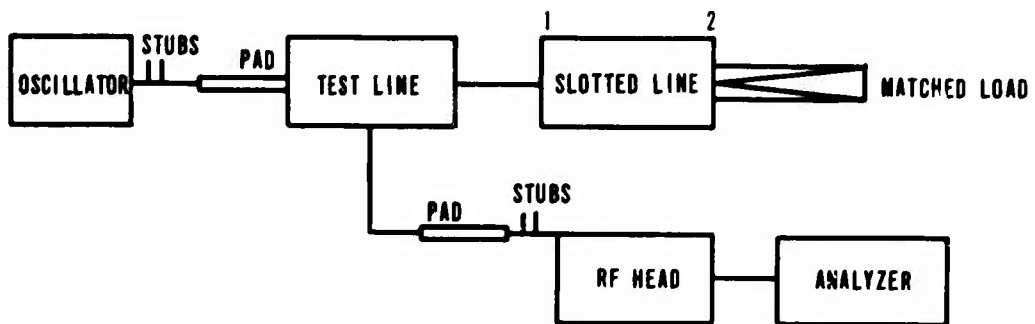 1 2
STUBS
PAD
OSCILLATOR
TEST LINE
SLOTTED LINE
MATCHED LOAD
STUBS
PAD
RF HEAD
ANALYZER